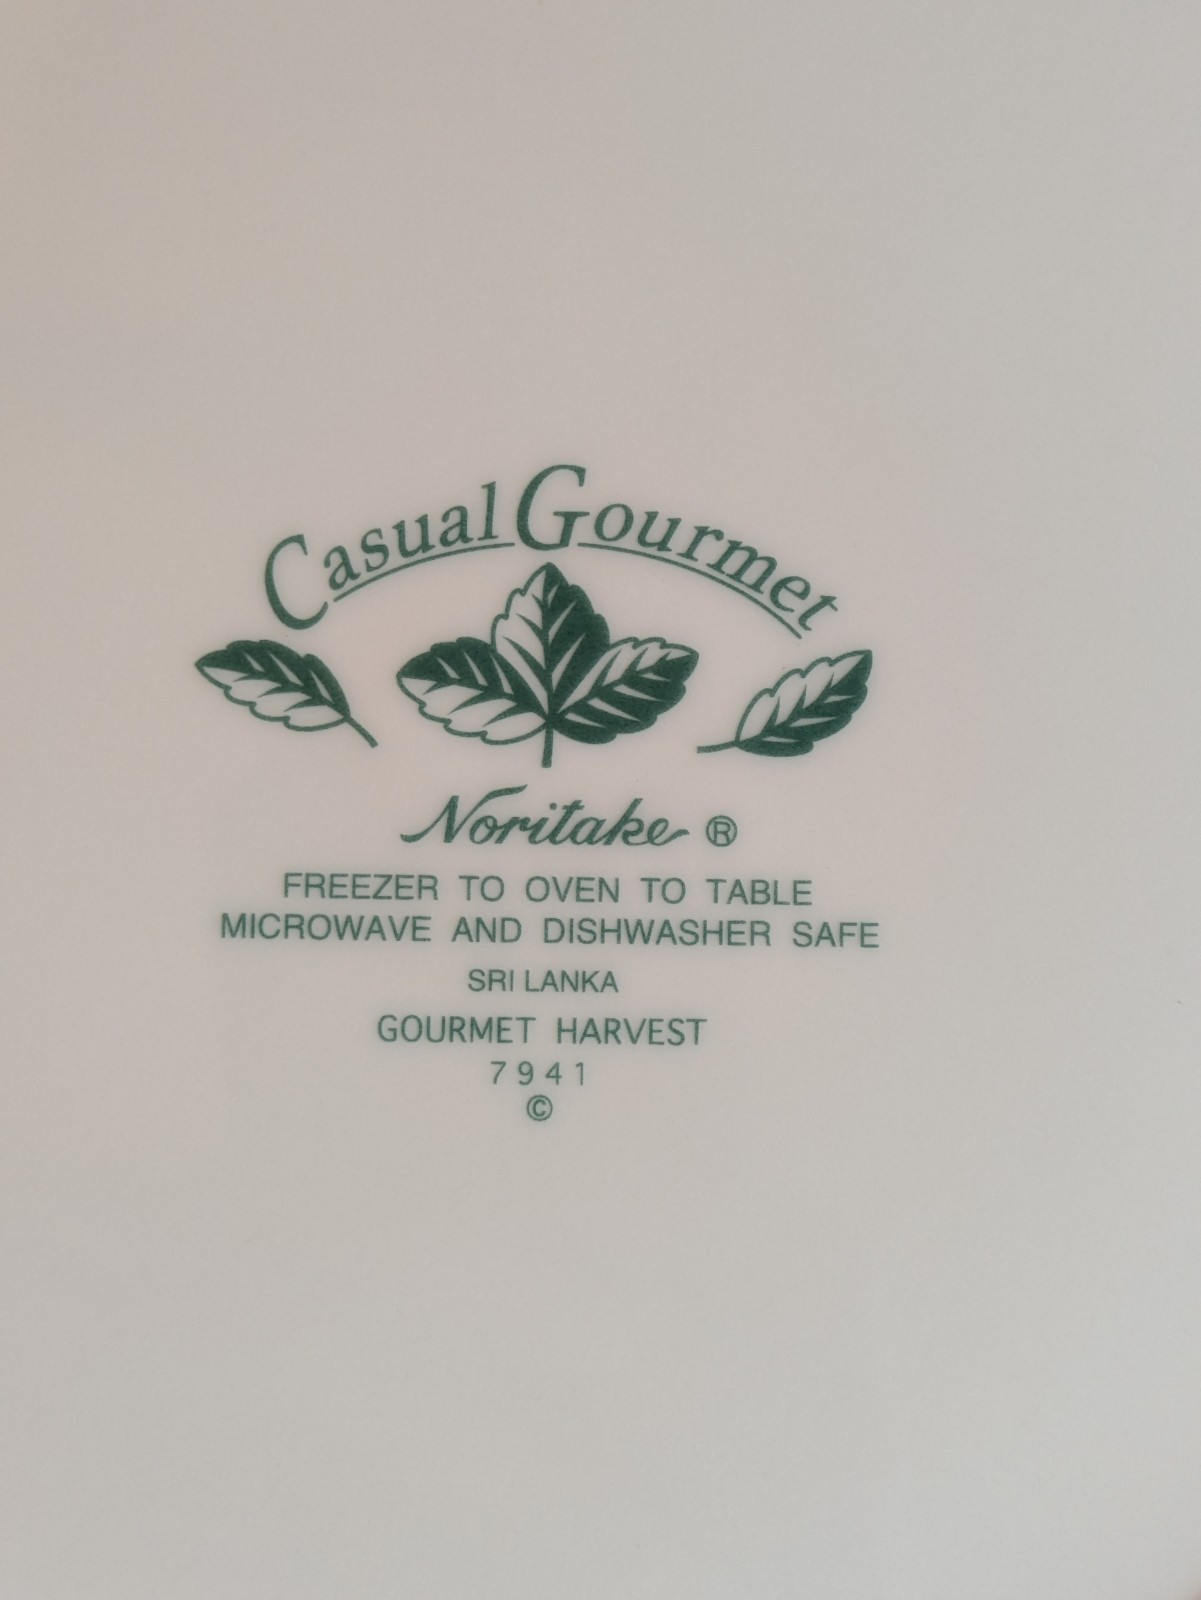 Casual Gourmet
Noritake ®
FREEZER TO OVEN TO TABLE
MICROWAVE AND DISHWASHER SAFE
SRI LANKA
GOURMET HARVEST
7941
©